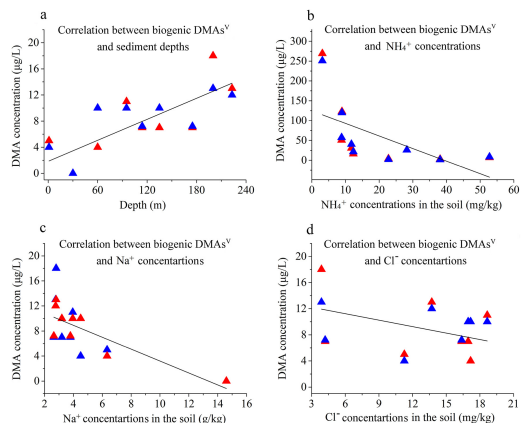 a
Correlation between biogenic DMAsⱽ
and sediment depths
DMA concentration (μg/L)
20
16
12
8
4
0
0 60 120 180 240
Depth (m)
b
Correlation between biogenic DMAsⱽ
and NH₄⁺ concentrations
DMA concentration (μg/L)
300
250
200
150
100
50
0
0 10 20 30 40 50 60
NH₄⁺ concentrations in the soil (mg/kg)
c
Correlation between biogenic DMAsⱽ
and Na⁺ concentartions
DMA concentration (μg/L)
20
16
12
8
4
0
2 4 6 8 10 12 14 16
Na⁺ concentartions in the soil (g/kg)
d
Correlation between biogenic DMAsⱽ
and Cl⁻ concentartions
DMA concentration (μg/L)
20
16
12
8
4
0
3 6 9 12 15 18 21
Cl⁻ concentartions in the soil (mg/kg)